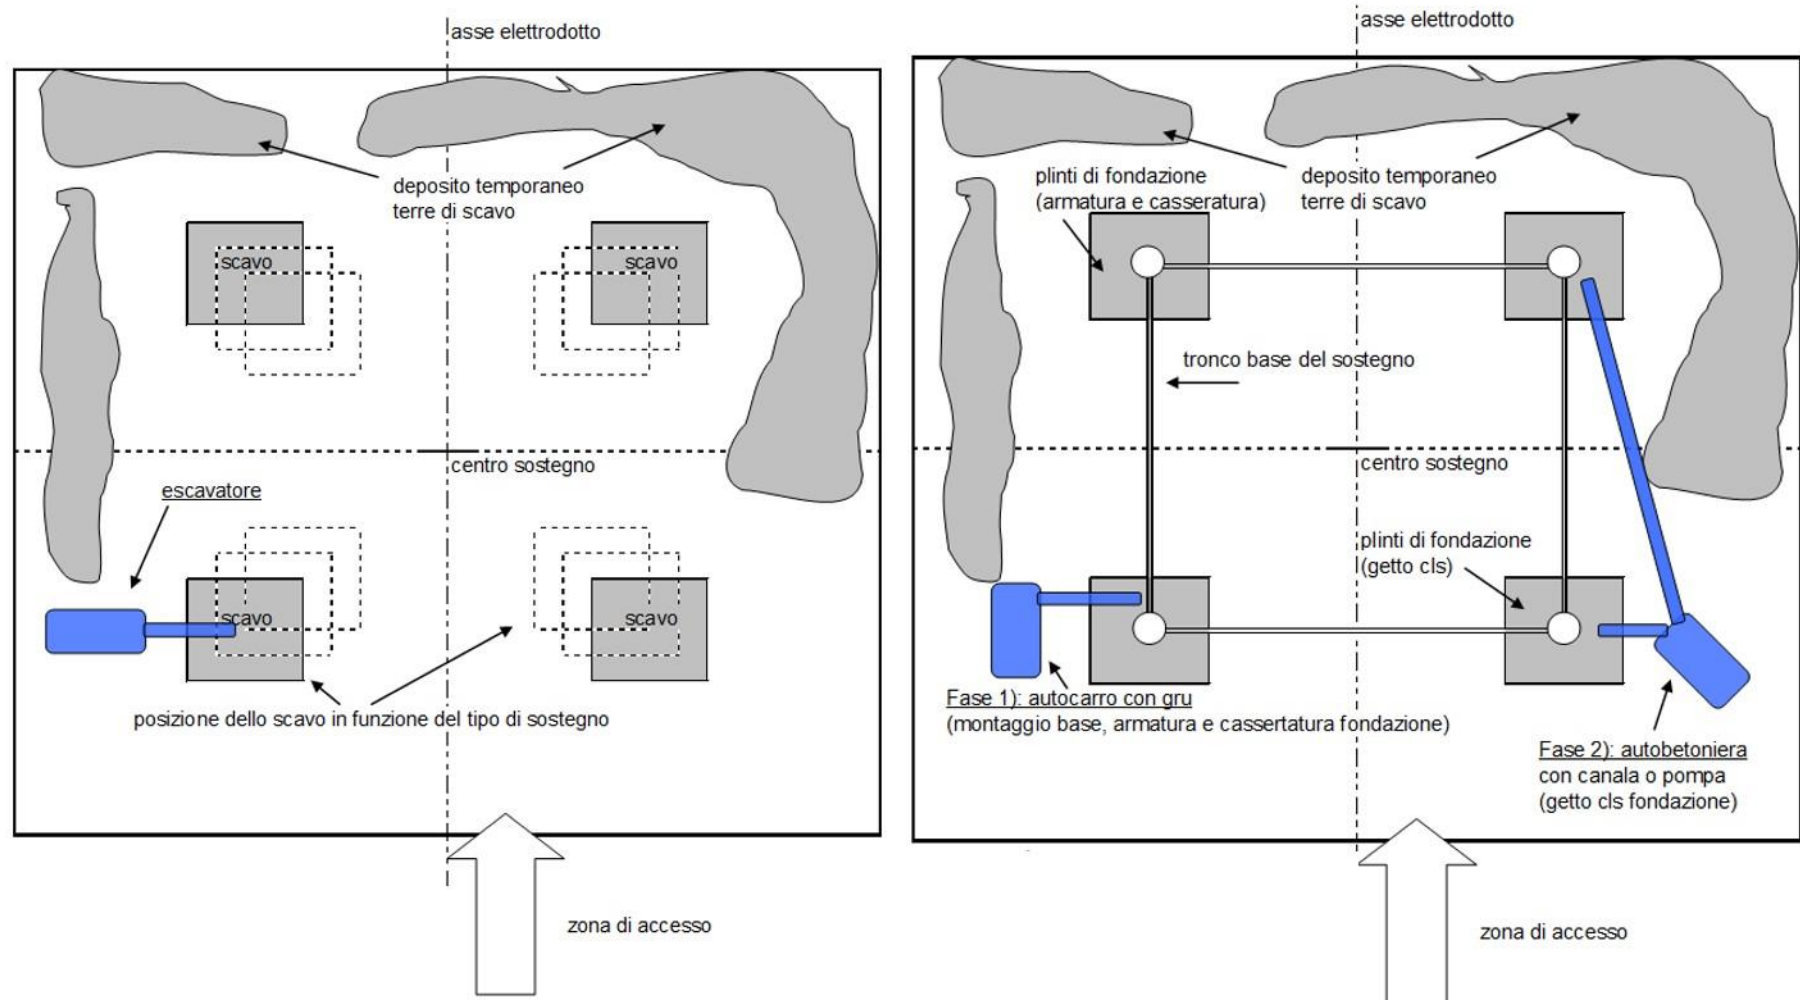 asse elettrodotto
deposito temporaneo
terre di scavo
scavo
scavo
centro sostegno
escavatore
scavo
scavo
posizione dello scavo in funzione del tipo di sostegno
zona di accesso
asse elettrodotto
plinti di fondazione
(armatura e casseratura)
deposito temporaneo
terre di scavo
tronco base del sostegno
centro sostegno
plinti di fondazione
(getto cls)
Fase 1): autocarro con gru
(montaggio base, armatura e cassertatura fondazione)
Fase 2): autobetoniera
con canala o pompa
(getto cls fondazione)
zona di accesso